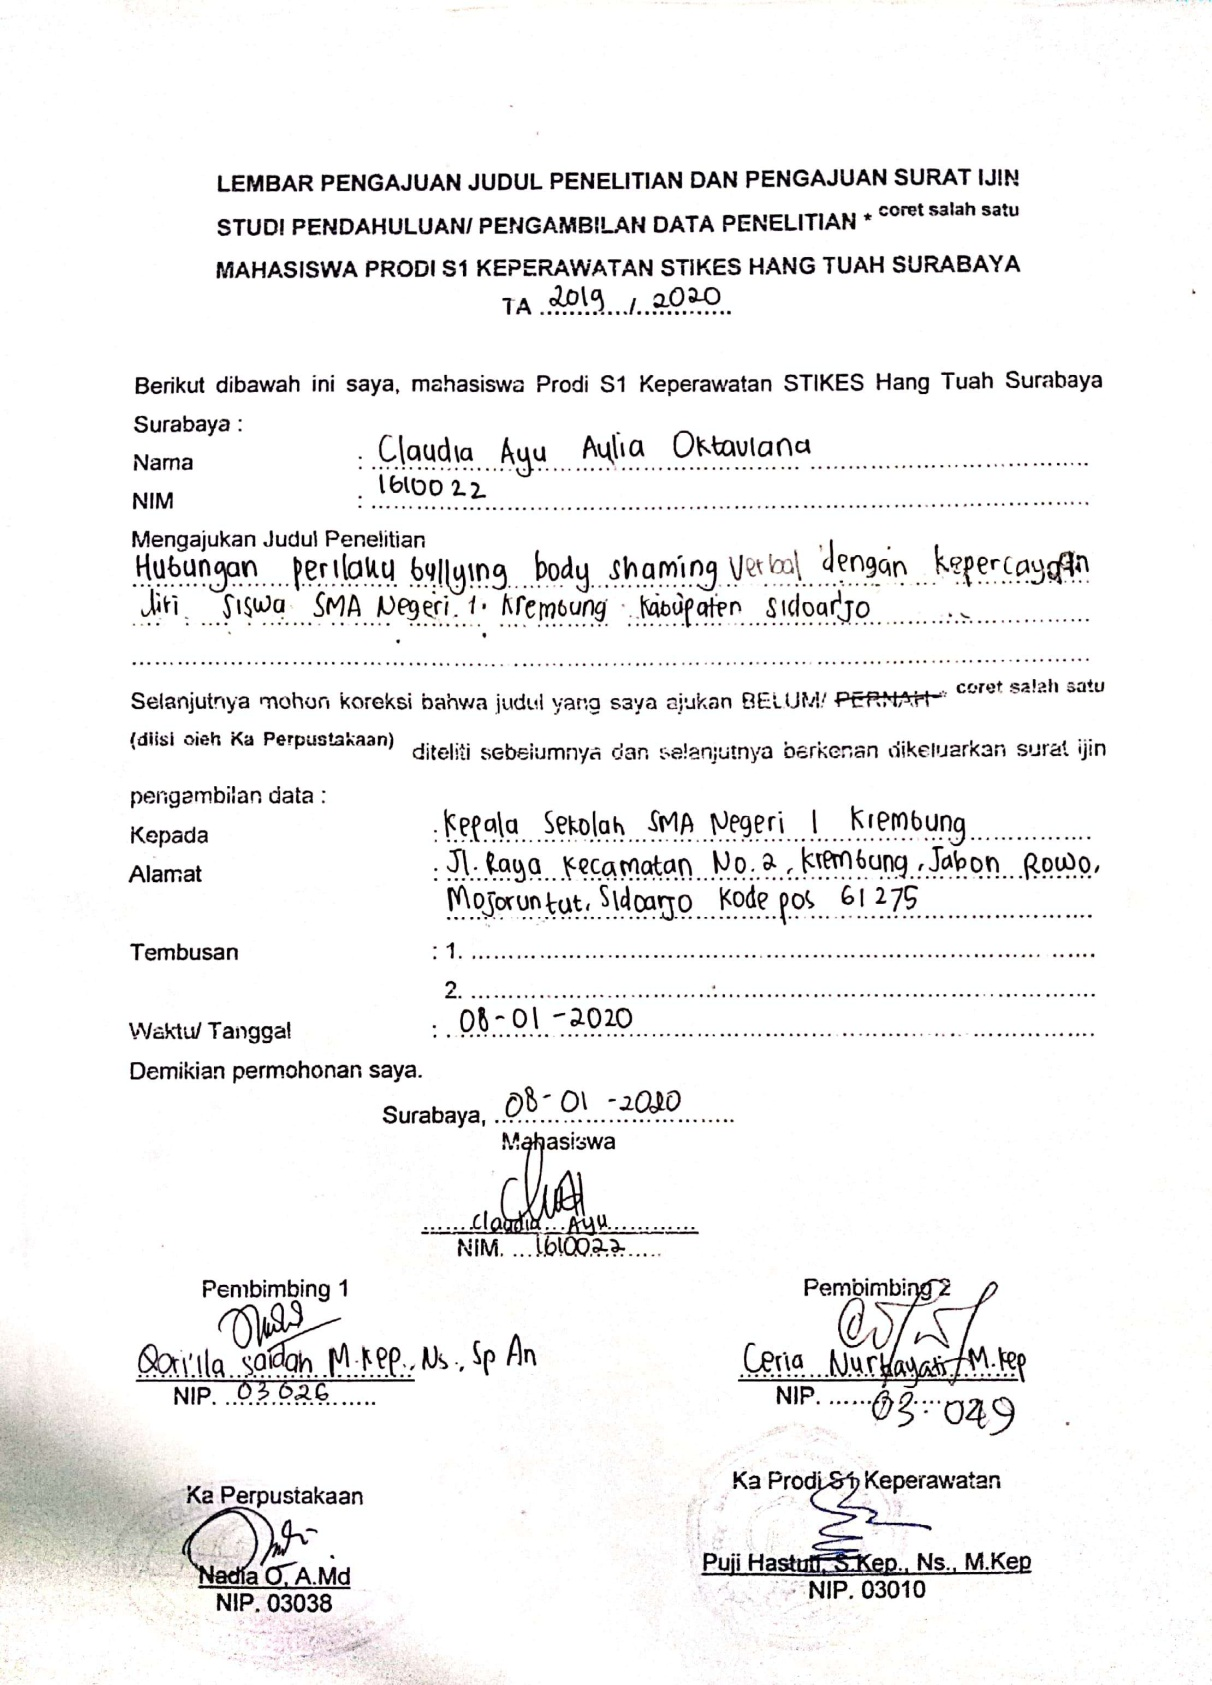 LEMBAR PENGAJUAN JUDUL PENELITIAN DAN PENGAJUAN SURAT IJIN
STUDI PENDAHULUAN/ PENGAMBILAN DATA PENELITIAN * coret salah satu
MAHASISWA PRODI S1 KEPERAWATAN STIKES HANG TUAH SURABAYA
TA 2019 / 2020
Berikut dibawah ini saya, mahasiswa Prodi S1 Keperawatan STIKES Hang Tuah Surabaya
Surabaya :
Nama : Claudia Ayu Aulia Oktaviana
NIM : 1610022
Mengajukan Judul Penelitian
Hubungan perilaku bullying body shaming verbal dengan kepercayaan
diri siswa SMA Negeri 1 Krembung Kabupaten Sidoarjo
Selanjutnya mohon koreksi bahwa judul yang saya ajukan BELUM/ PERNAH * coret salah satu
(diisi oleh Ka Perpustakaan) diteliti sebelumnya dan selanjutnya berkenan dikeluarkan surat ijin
pengambilan data :
Kepada : Kepala Sekolah SMA Negeri 1 Krembung
Alamat : Jl. Raya Kecamatan No. 2, Krembung, Jabon Rowo,
Mojoruntut, Sidoarjo Kode pos 61275
Tembusan : 1.
2.
Waktu/ Tanggal : 08-01-2020
Demikian permohonan saya.
Surabaya, 08-01-2020
Mahasiswa
Claudia Ayu
NIM. 1610022
Pembimbing 1
Qori'ila Saidah M.Kep., Ns., Sp An
NIP. 03026
Pembimbing 2
Ceria Nurhayati, M.Kep
NIP. 03. 049
Ka Perpustakaan
Nadia O, A.Md
NIP. 03038
Ka Prodi S1 Keperawatan
Puji Hastuti, S.Kep., Ns., M.Kep
NIP. 03010